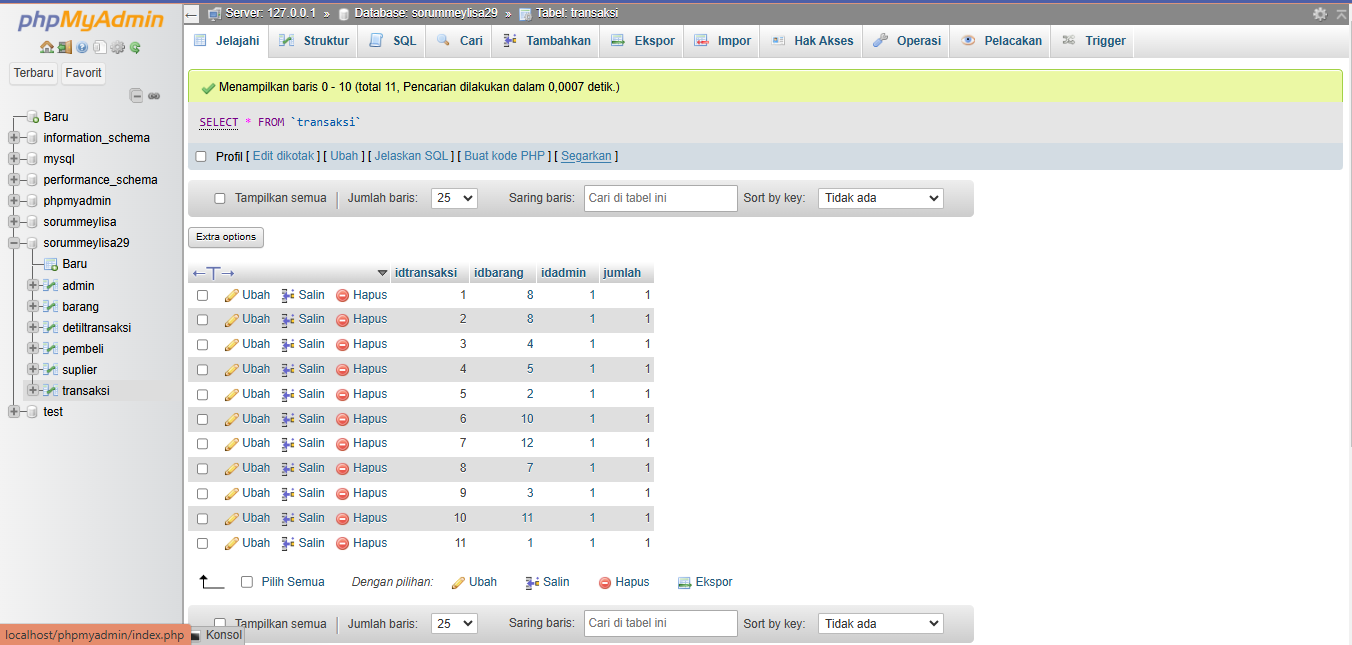 phpMyAdmin
Terbaru Favorit
Baru
information_schema
mysql
performance_schema
phpmyadmin
sorummeylisa
sorummeylisa29
Baru
admin
barang
detiltransaksi
pembeli
suplier
transaksi
test
Server: 127.0.0.1 » Database: sorummeylisa29 » Tabel: transaksi
Jelajahi Struktur SQL Cari Tambahkan Ekspor Impor Hak Akses Operasi Pelacakan Trigger
Menampilkan baris 0 - 10 (total 11, Pencarian dilakukan dalam 0,0007 detik.)
SELECT * FROM `transaksi`
Profil [ Edit dikotak ] [ Ubah ] [ Jelaskan SQL ] [ Buat kode PHP ] [ Segarkan ]
Tampilkan semua Jumlah baris: 25 Saring baris: Cari di tabel ini Sort by key: Tidak ada
Extra options
←T→ idtransaksi idbarang idadmin jumlah
Ubah Salin Hapus 1 8 1 1
Ubah Salin Hapus 2 8 1 1
Ubah Salin Hapus 3 4 1 1
Ubah Salin Hapus 4 5 1 1
Ubah Salin Hapus 5 2 1 1
Ubah Salin Hapus 6 10 1 1
Ubah Salin Hapus 7 12 1 1
Ubah Salin Hapus 8 7 1 1
Ubah Salin Hapus 9 3 1 1
Ubah Salin Hapus 10 11 1 1
Ubah Salin Hapus 11 1 1 1
Pilih Semua Dengan pilihan: Ubah Salin Hapus Ekspor
Tampilkan semua Jumlah baris: 25 Saring baris: Cari di tabel ini Sort by key: Tidak ada
localhost/phpmyadmin/index.php Konsol